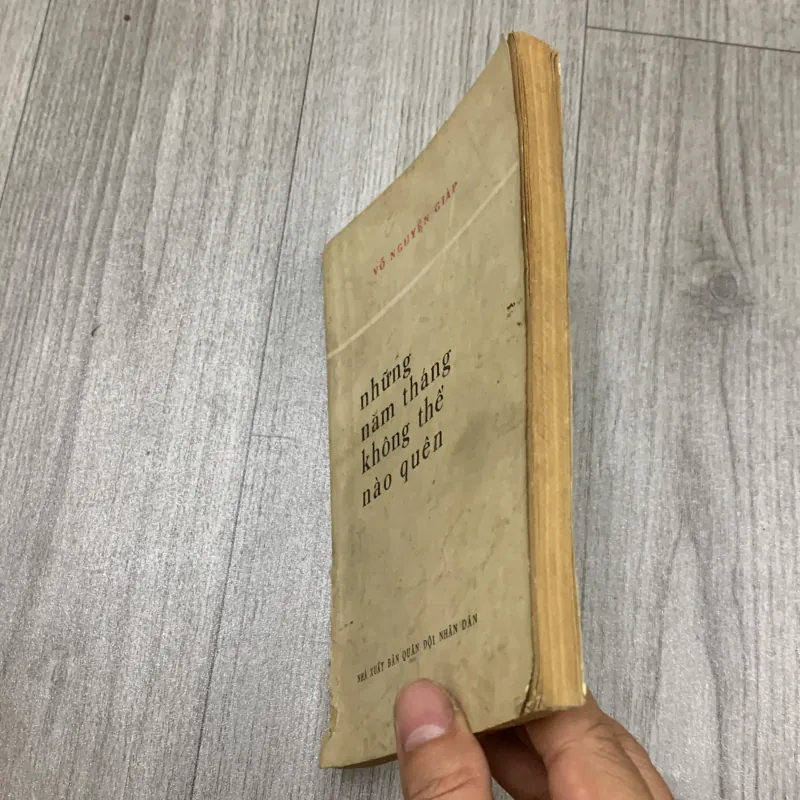 VÕ NGUYÊN GIÁP
những
năm tháng
không thể
nào quên
NHÀ XUẤT BẢN QUÂN ĐỘI NHÂN DÂN